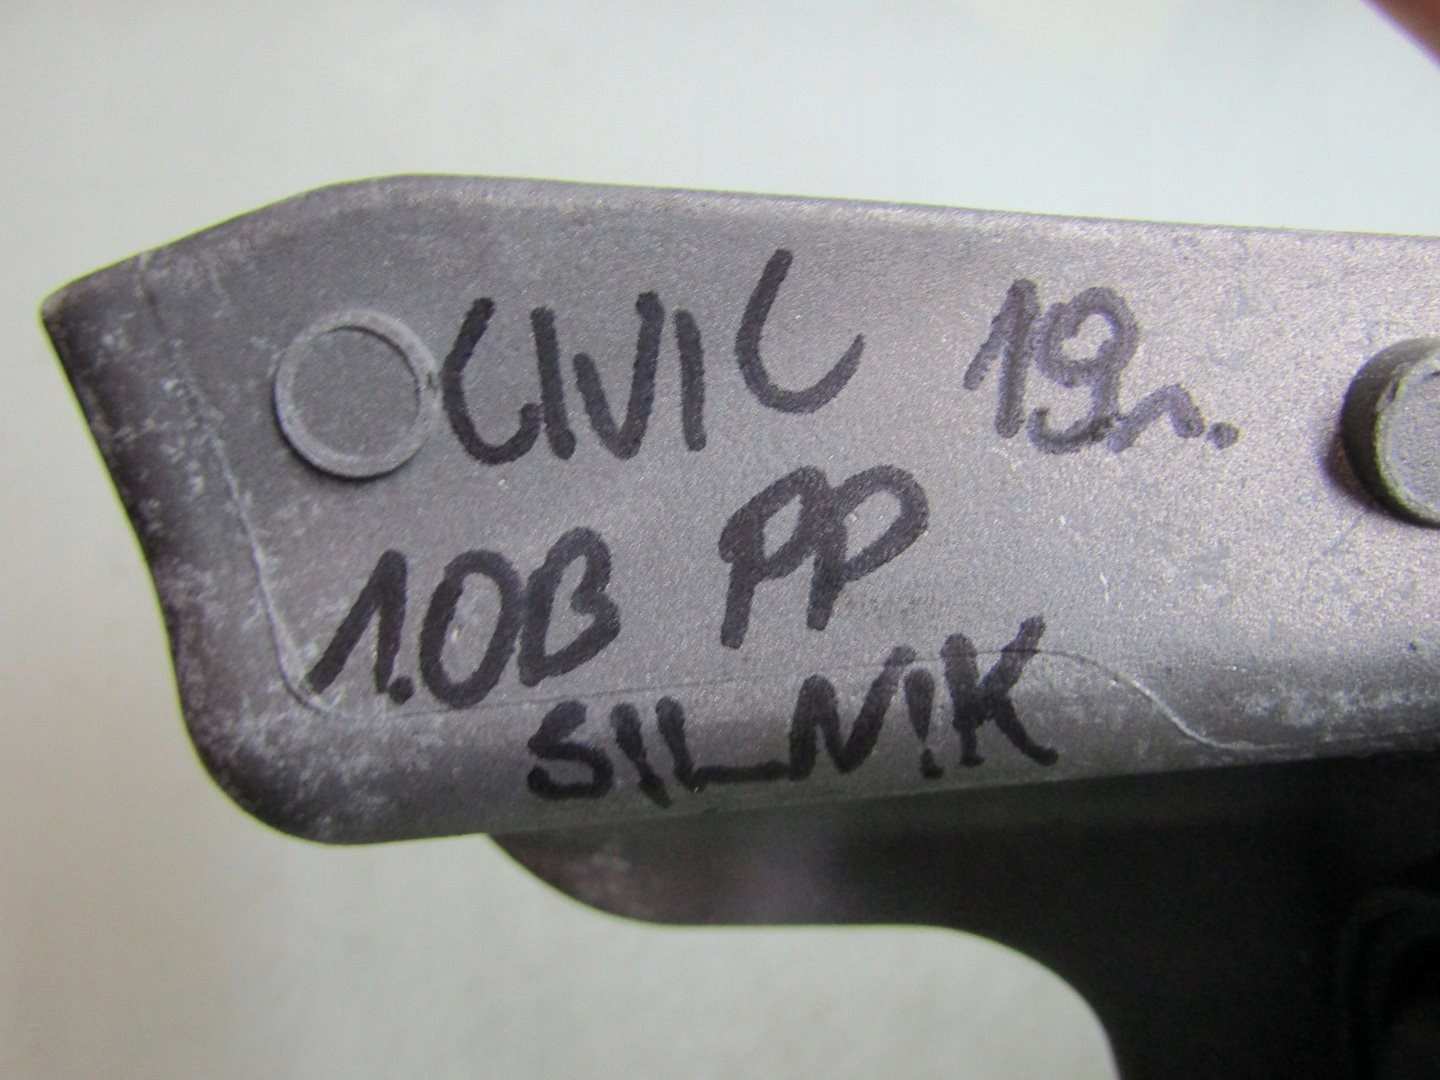 CIVIC 19r.
1.0B PP
SILNIK